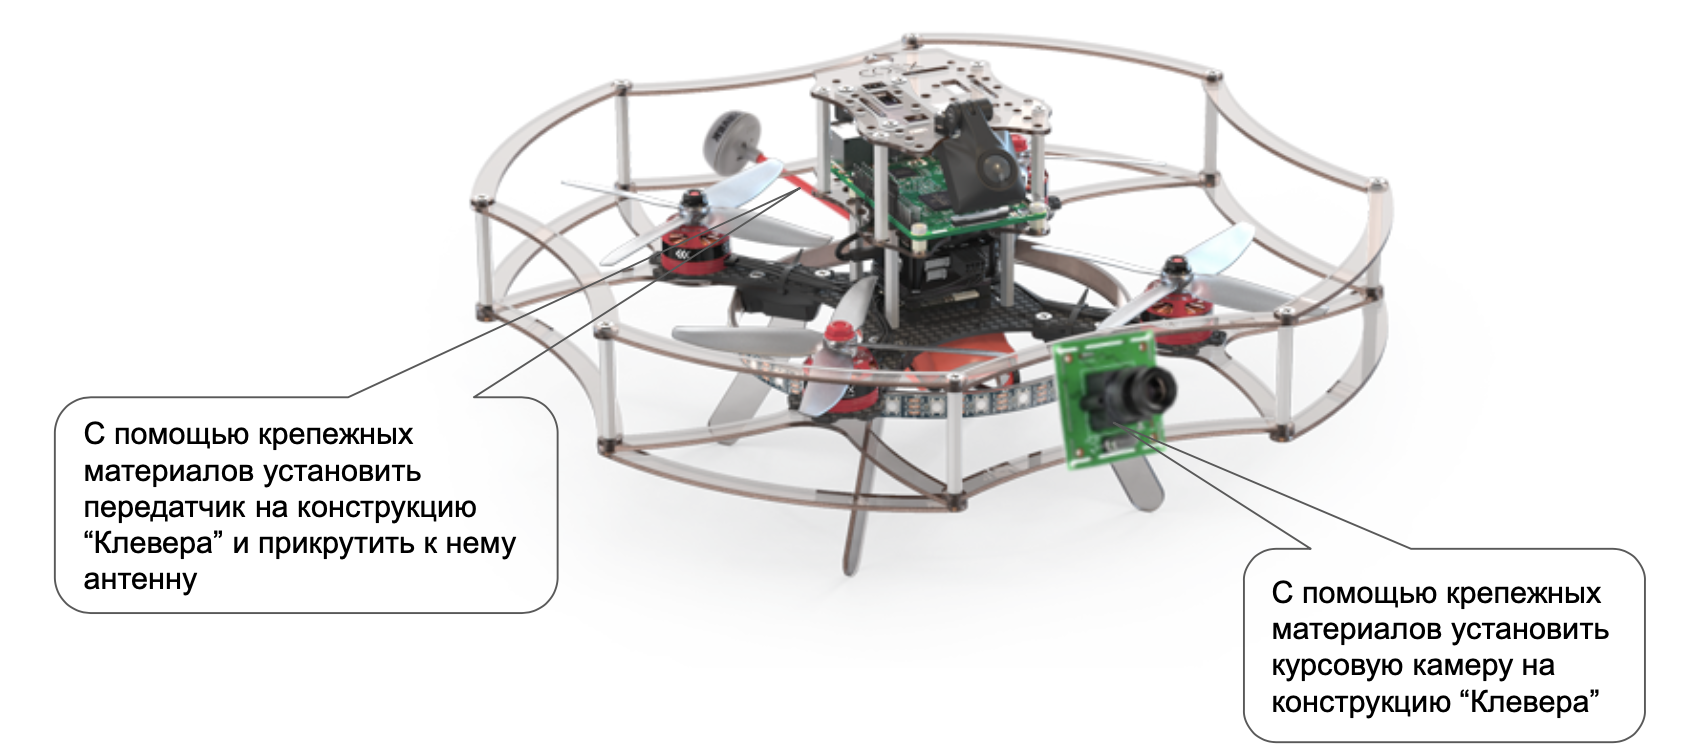 С помощью крепежных
материалов установить
передатчик на конструкцию
“Клевера” и прикрутить к нему
антенну
С помощью крепежных
материалов установить
курсовую камеру на
конструкцию “Клевера”